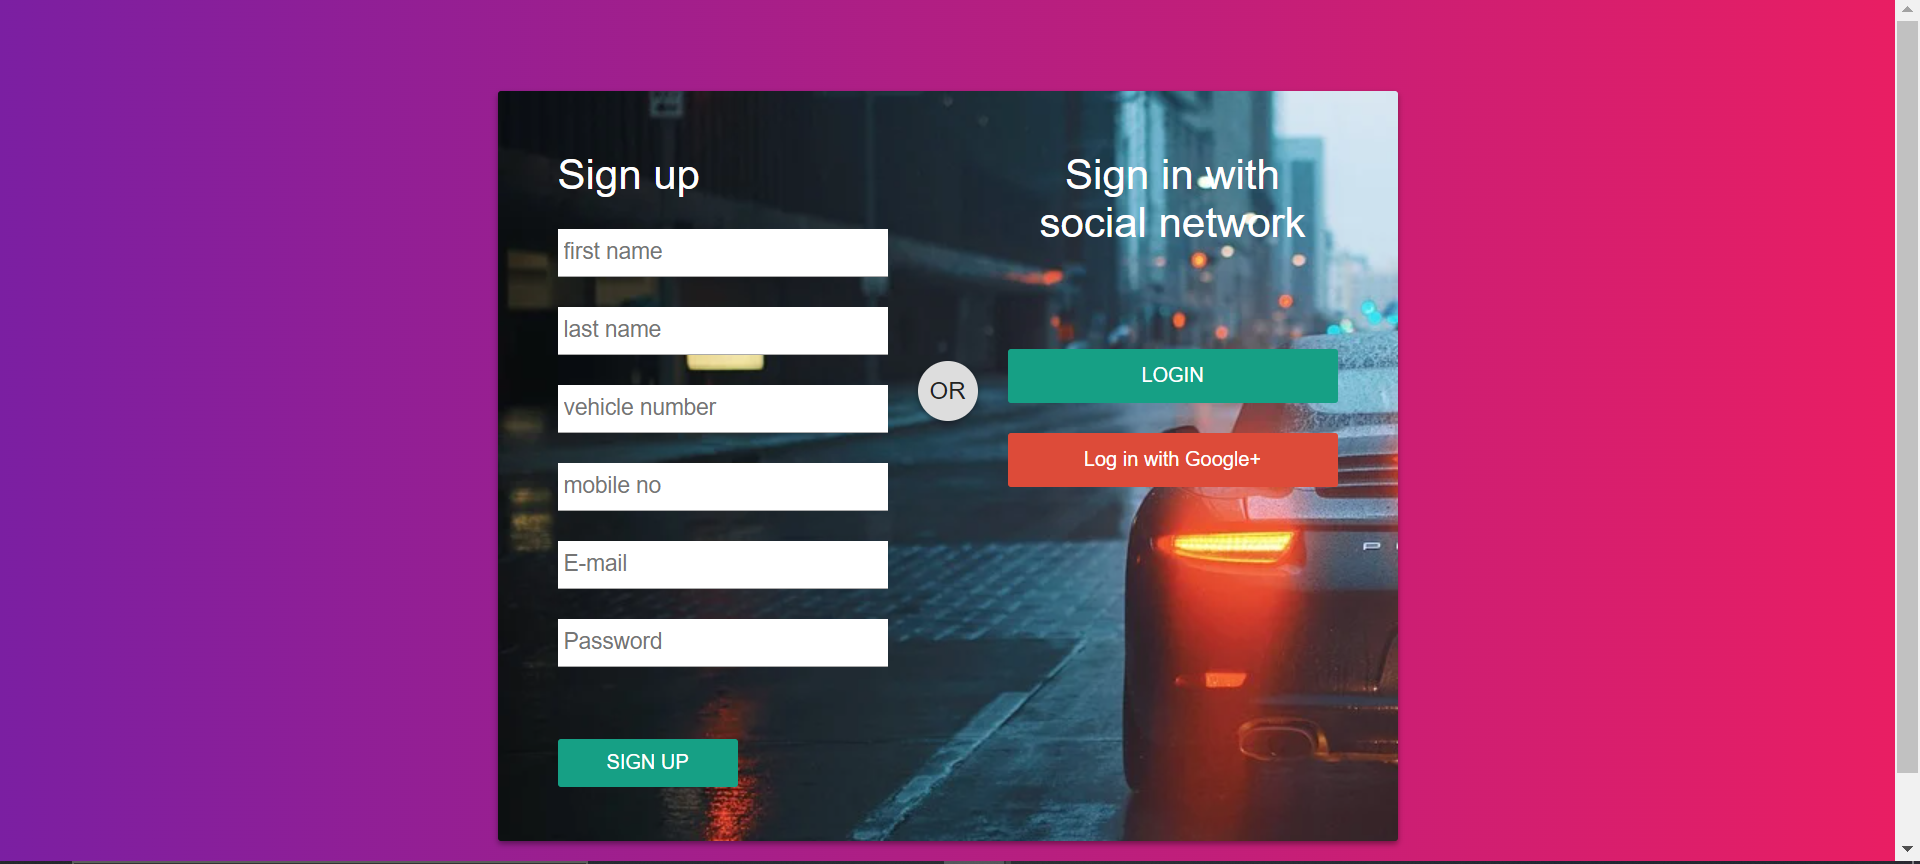 Sign up
first name
last name
vehicle number
mobile no
E-mail
Password
SIGN UP
OR
Sign in with
social network
LOGIN
Log in with Google+
P